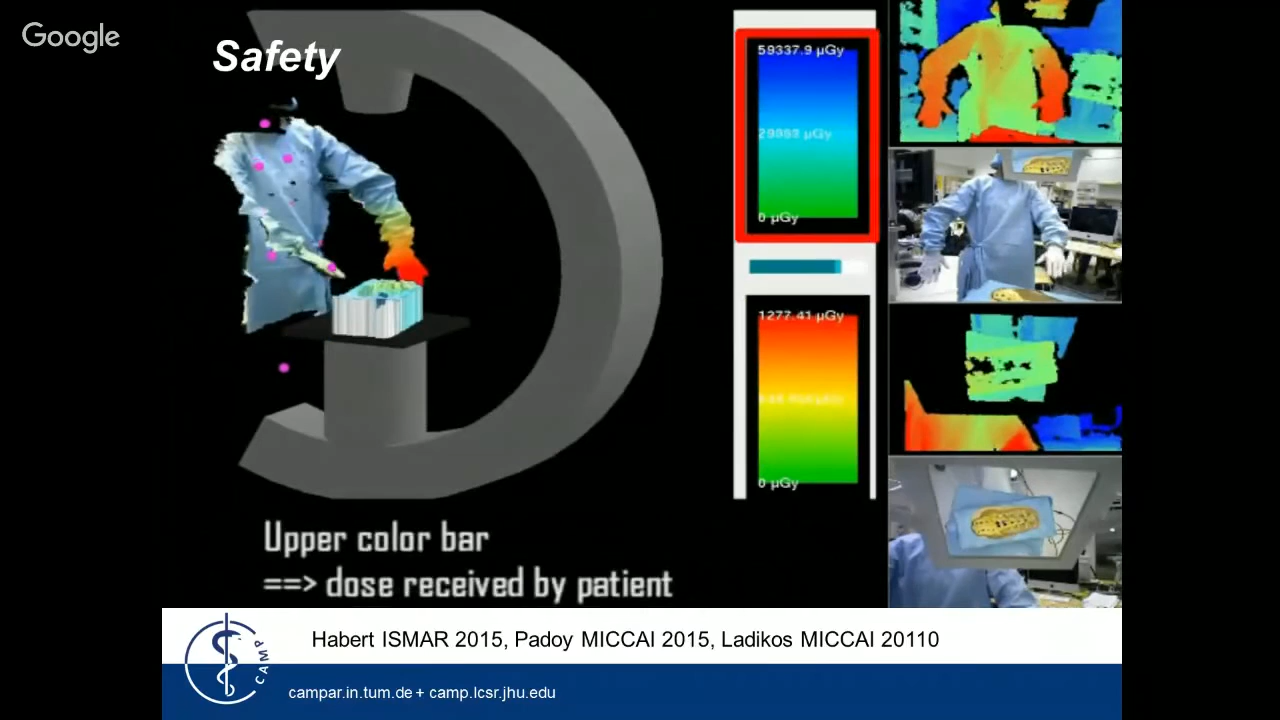 Google
Safety
59337.9 µGy
0 µGy
1277.41 µGy
0 µGy
Upper color bar
==> dose received by patient
Habert ISMAR 2015, Padoy MICCAI 2015, Ladikos MICCAI 20110
CAMP
campar.in.tum.de + camp.lcsr.jhu.edu